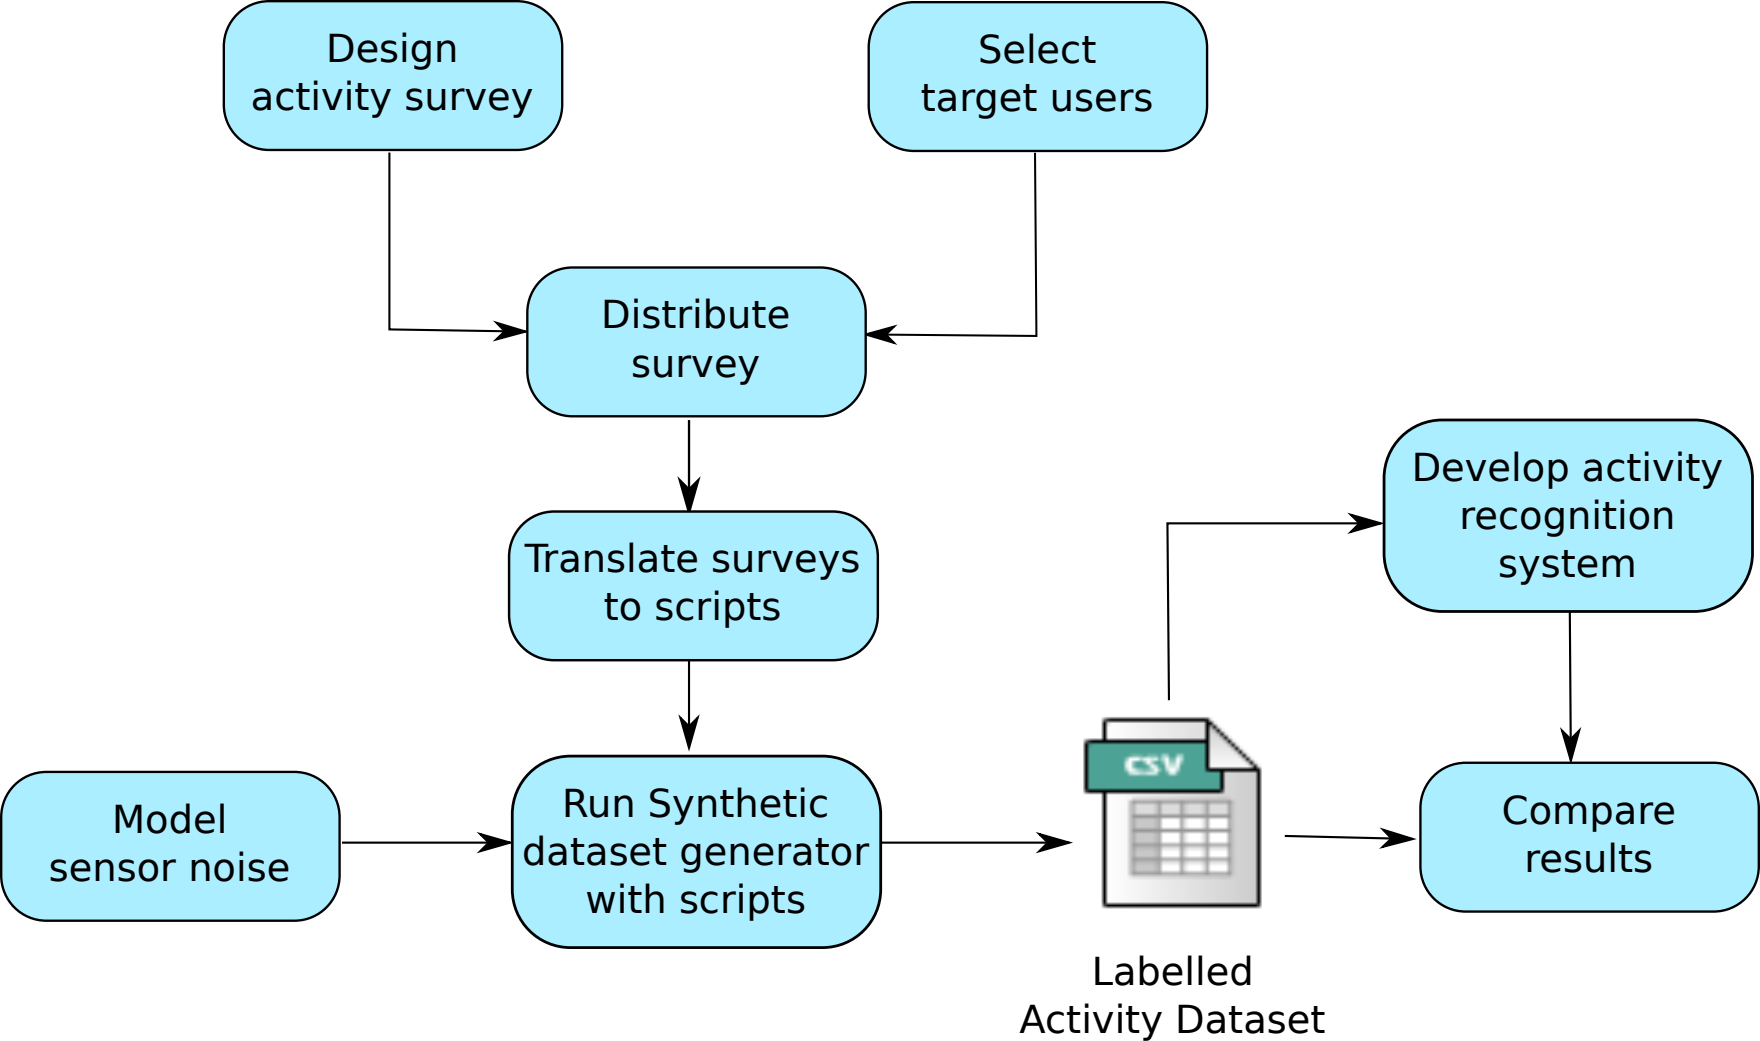 Design
activity survey
Select
target users
Distribute
survey
Translate surveys
to scripts
Develop activity
recognition
system
Model
sensor noise
Run Synthetic
dataset generator
with scripts
CSV
Labelled
Activity Dataset
Compare
results